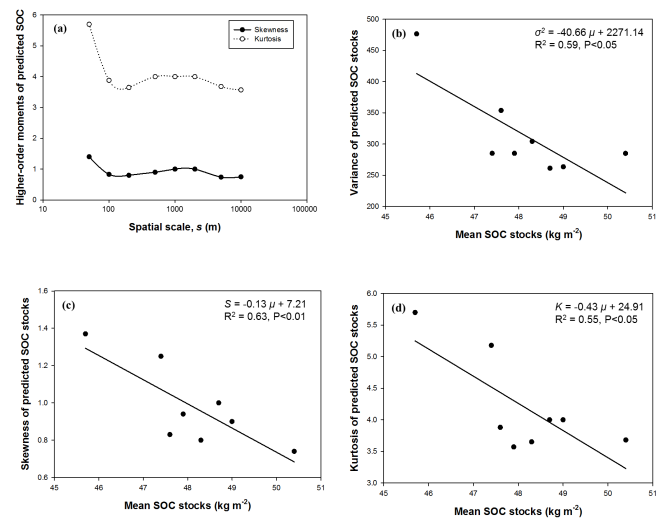 (a)
Skewness
Kurtosis
Higher-order moments of predicted SOC
6
5
4
3
2
1
0
10 100 1000 10000 100000
Spatial scale, s (m)
(b)
σ² = -40.66 μ + 2271.14
R² = 0.59, P<0.05
Variance of predicted SOC stocks
500
450
400
350
300
250
200
45 46 47 48 49 50 51
Mean SOC stocks (kg m⁻²)
(c)
S = -0.13 μ + 7.21
R² = 0.63, P<0.01
Skewness of predicted SOC stocks
1.6
1.4
1.2
1.0
0.8
0.6
45 46 47 48 49 50 51
Mean SOC stocks (kg m⁻²)
(d)
K = -0.43 μ + 24.91
R² = 0.55, P<0.05
Kurtosis of predicted SOC stocks
6.0
5.5
5.0
4.5
4.0
3.5
3.0
45 46 47 48 49 50 51
Mean SOC stocks (kg m⁻²)